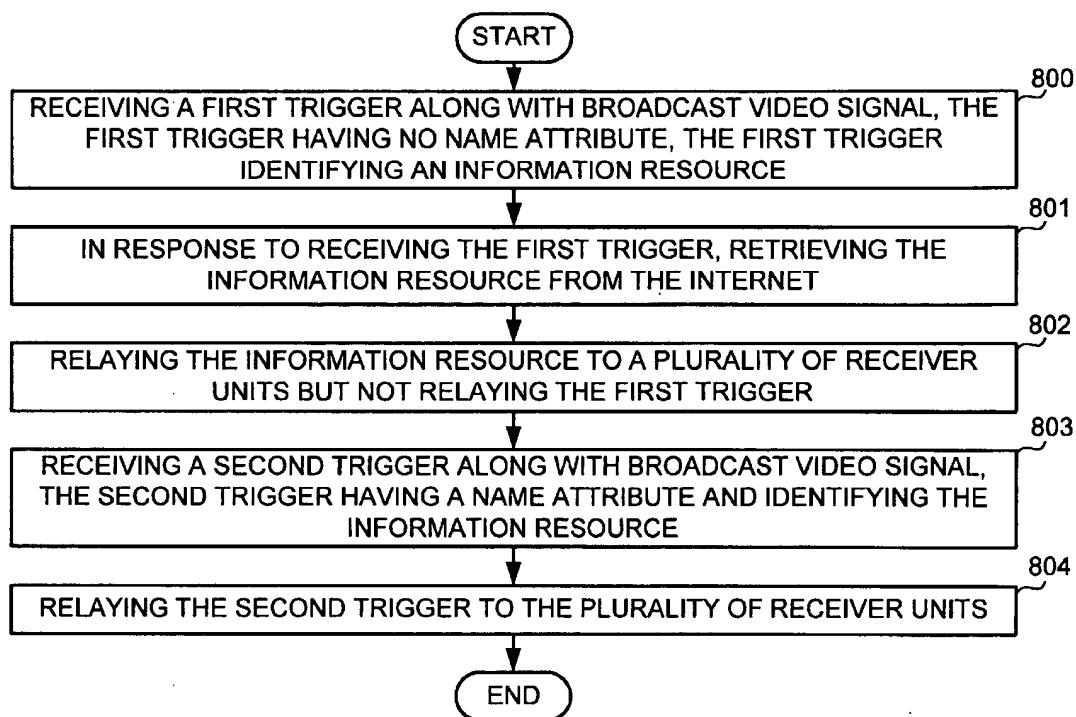 START
800
RECEIVING A FIRST TRIGGER ALONG WITH BROADCAST VIDEO SIGNAL, THE
FIRST TRIGGER HAVING NO NAME ATTRIBUTE, THE FIRST TRIGGER
IDENTIFYING AN INFORMATION RESOURCE
801
IN RESPONSE TO RECEIVING THE FIRST TRIGGER, RETRIEVING THE
INFORMATION RESOURCE FROM THE INTERNET
802
RELAYING THE INFORMATION RESOURCE TO A PLURALITY OF RECEIVER
UNITS BUT NOT RELAYING THE FIRST TRIGGER
803
RECEIVING A SECOND TRIGGER ALONG WITH BROADCAST VIDEO SIGNAL,
THE SECOND TRIGGER HAVING A NAME ATTRIBUTE AND IDENTIFYING THE
INFORMATION RESOURCE
804
RELAYING THE SECOND TRIGGER TO THE PLURALITY OF RECEIVER UNITS
END